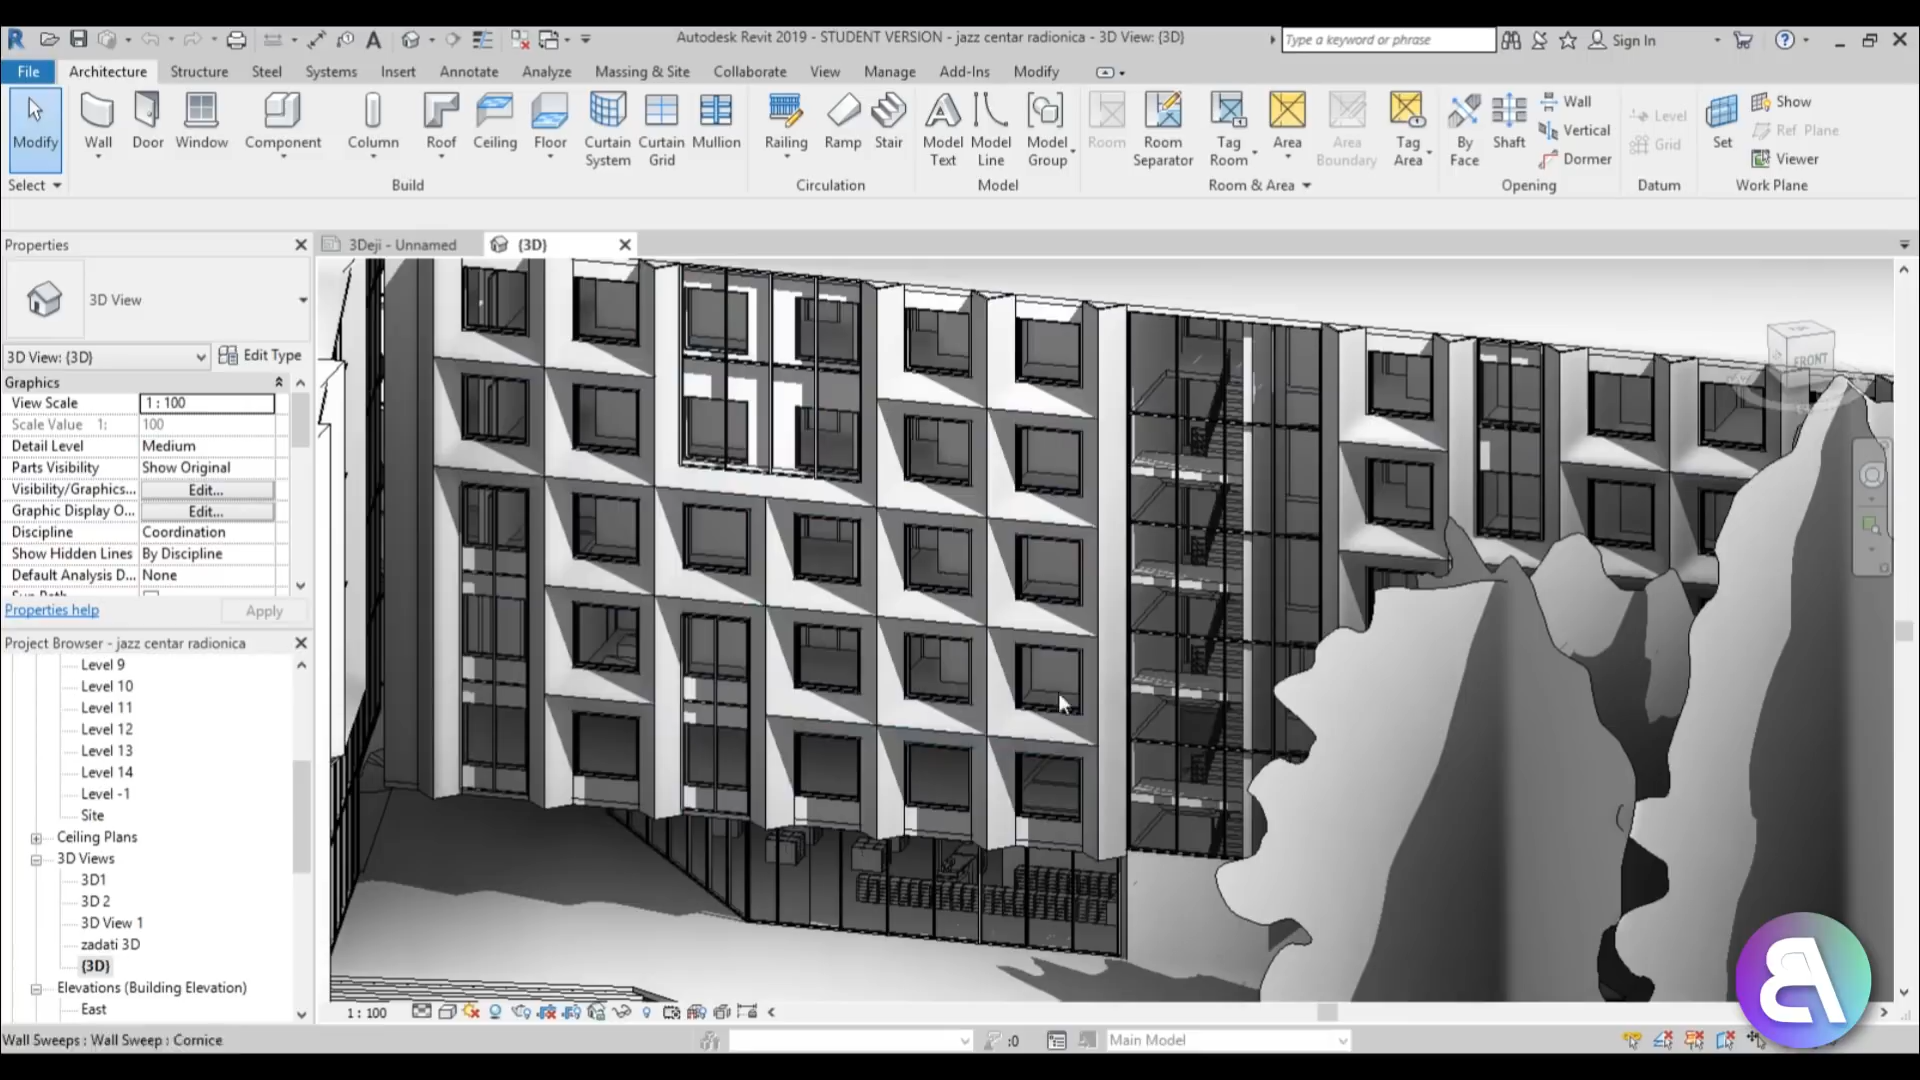 Autodesk Revit 2019 - STUDENT VERSION - jazz centar radionica - 3D View: {3D}
Type a keyword or phrase
Sign In
File Architecture Structure Steel Systems Insert Annotate Analyze Massing & Site Collaborate View Manage Add-Ins Modify
Modify
Wall Door Window Component Column Roof Ceiling Floor Curtain System Curtain Grid Mullion
Railing Ramp Stair
Model Text Model Line Model Group
Room Room Separator Tag Room Area Area Boundary Tag Area
By Face Shaft Wall Vertical Dormer
Level Grid
Set Show Ref Plane Viewer
Select Build Circulation Model Room & Area Opening Datum Work Plane
Properties
3Deji - Unnamed
{3D}
3D View
3D View: {3D}
Edit Type
Graphics
View Scale 1 : 100
Scale Value 1: 100
Detail Level Medium
Parts Visibility Show Original
Visibility/Graphics... Edit...
Graphic Display O... Edit...
Discipline Coordination
Show Hidden Lines By Discipline
Default Analysis D... None
Properties help
Apply
Project Browser - jazz centar radionica
Level 9
Level 10
Level 11
Level 12
Level 13
Level 14
Level -1
Site
Ceiling Plans
3D Views
3D1
3D 2
3D View 1
zadati 3D
{3D}
Elevations (Building Elevation)
East
FRONT
1 : 100
Wall Sweeps : Wall Sweep : Cornice
:0
Main Model